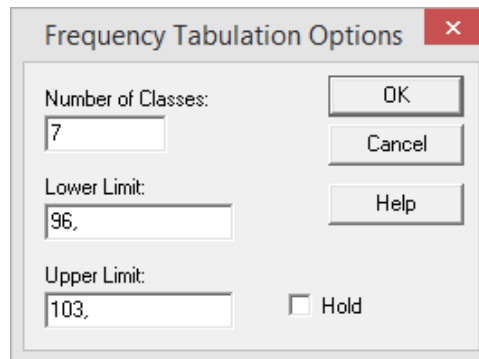 Frequency Tabulation Options
×
Number of Classes:
7
OK
Cancel
Lower Limit:
96,
Help
Upper Limit:
103,
Hold